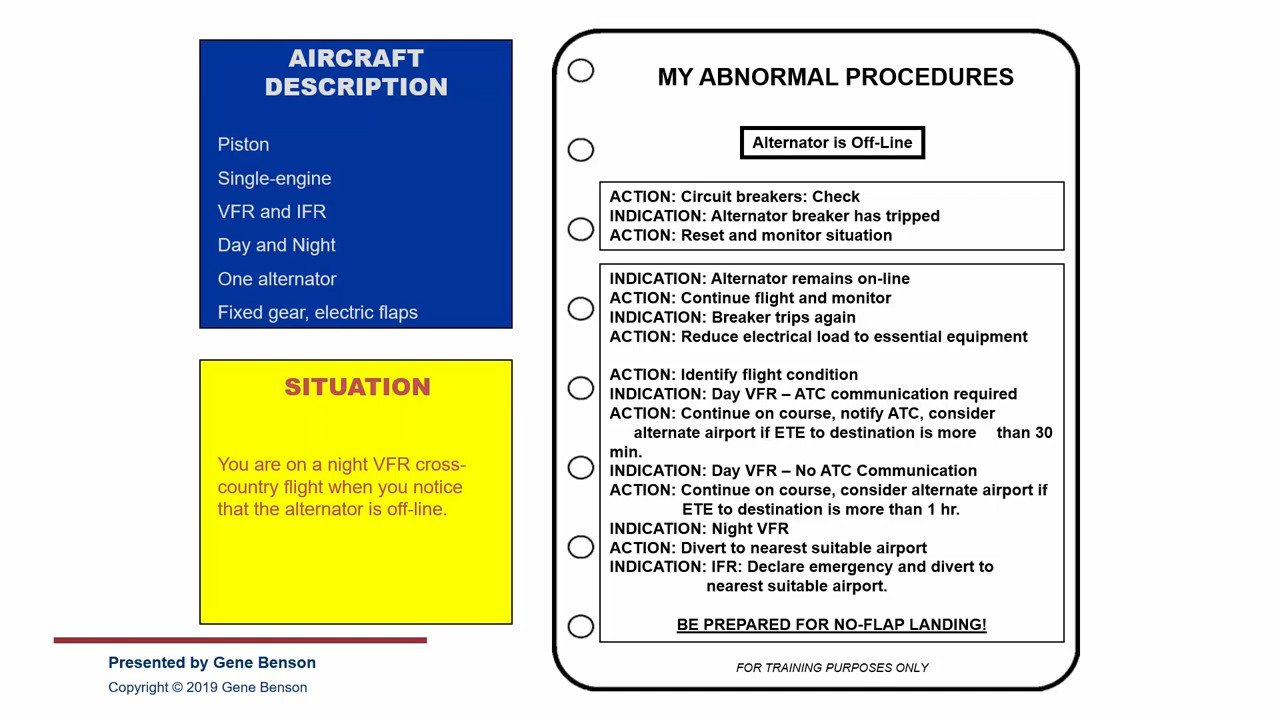 AIRCRAFT
DESCRIPTION
Piston
Single-engine
VFR and IFR
Day and Night
One alternator
Fixed gear, electric flaps
SITUATION
You are on a night VFR cross-
country flight when you notice
that the alternator is off-line.
Presented by Gene Benson
Copyright © 2019 Gene Benson
MY ABNORMAL PROCEDURES
Alternator is Off-Line
ACTION: Circuit breakers: Check
INDICATION: Alternator breaker has tripped
ACTION: Reset and monitor situation
INDICATION: Alternator remains on-line
ACTION: Continue flight and monitor
INDICATION: Breaker trips again
ACTION: Reduce electrical load to essential equipment
ACTION: Identify flight condition
INDICATION: Day VFR – ATC communication required
ACTION: Continue on course, notify ATC, consider
alternate airport if ETE to destination is more than 30
min.
INDICATION: Day VFR – No ATC Communication
ACTION: Continue on course, consider alternate airport if
ETE to destination is more than 1 hr.
INDICATION: Night VFR
ACTION: Divert to nearest suitable airport
INDICATION: IFR: Declare emergency and divert to
nearest suitable airport.
BE PREPARED FOR NO-FLAP LANDING!
FOR TRAINING PURPOSES ONLY